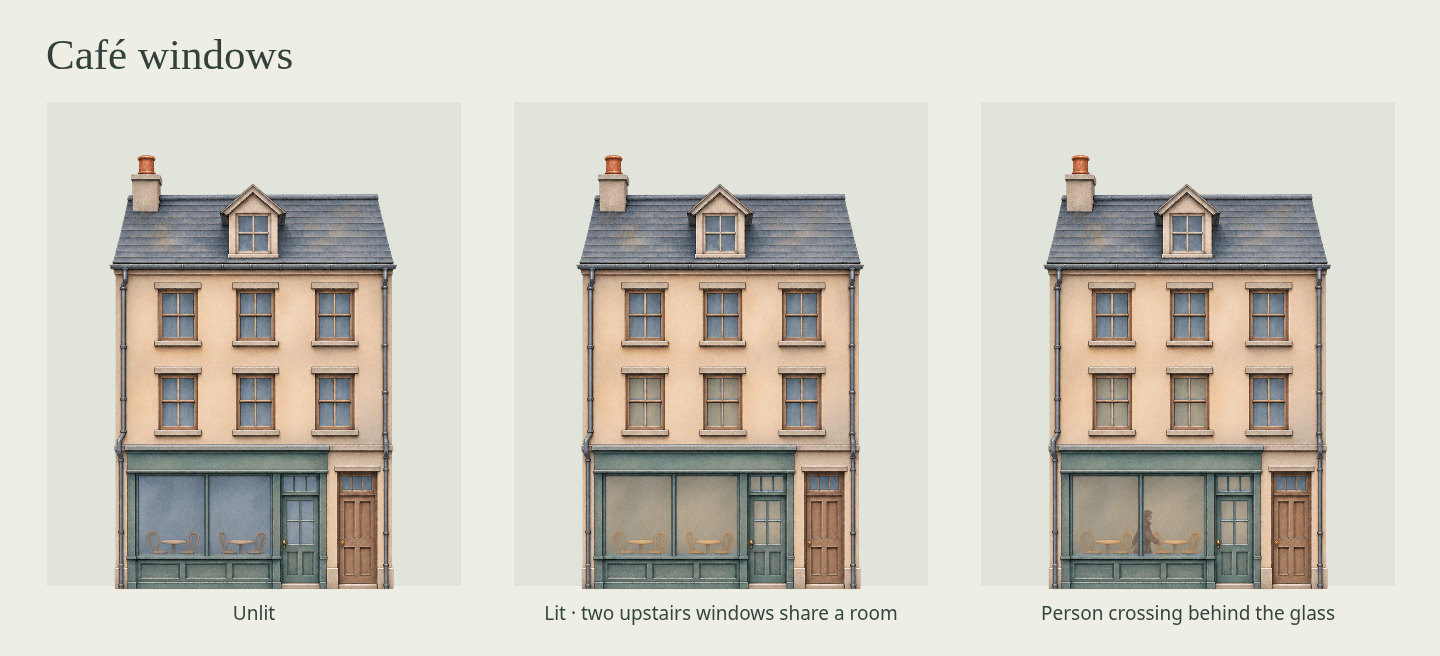 Café windows
Unlit
Lit · two upstairs windows share a room
Person crossing behind the glass